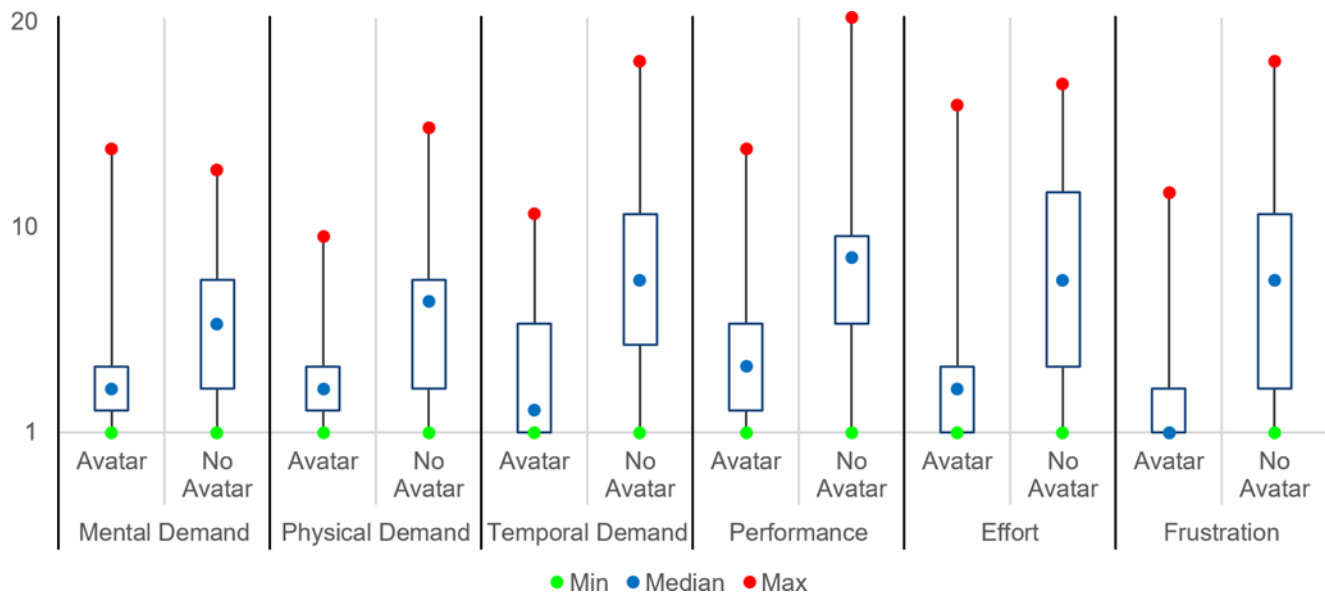 20
10
1
Avatar No Avatar Avatar No Avatar Avatar No Avatar Avatar No Avatar Avatar No Avatar Avatar No Avatar
Mental Demand Physical Demand Temporal Demand Performance Effort Frustration
Min Median Max